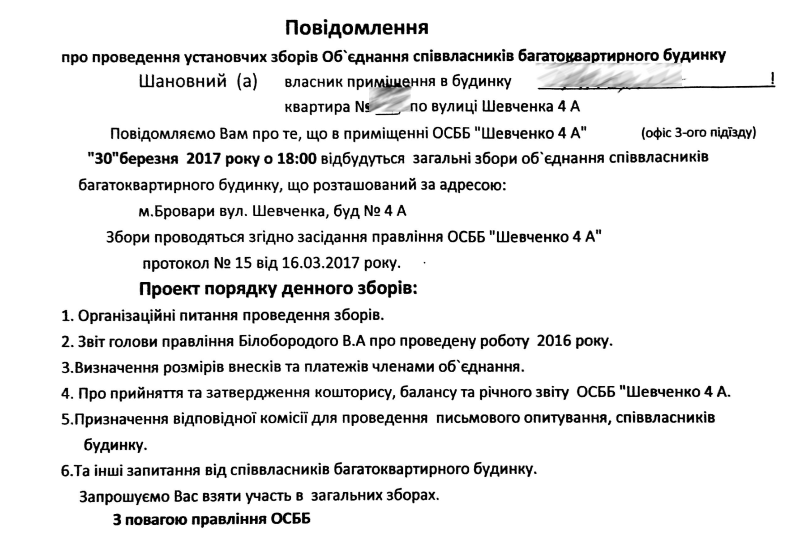 Повідомлення
про проведення установчих зборів Об`єднання співвласників багатоквартирного будинку
Шановний (а) власник приміщення в будинку !
квартира № по вулиці Шевченка 4 А
Повідомляємо Вам про те, що в приміщенні ОСББ "Шевченко 4 А" (офіс 3-ого підїзду)
"30"березня 2017 року о 18:00 відбудуться загальні збори об`єднання співвласників
багатоквартирного будинку, що розташований за адресою:
м.Бровари вул. Шевченка, буд № 4 А
Збори проводяться згідно засідання правління ОСББ "Шевченко 4 А"
протокол № 15 від 16.03.2017 року.
Проект порядку денного зборів:
1. Організаційні питання проведення зборів.
2. Звіт голови правління Білобородого В.А про проведену роботу 2016 року.
3.Визначення розмірів внесків та платежів членами об`єднання.
4. Про прийняття та затвердження кошторису, балансу та річного звіту ОСББ "Шевченко 4 А.
5.Призначення відповідної комісії для проведення письмового опитування, співвласників
будинку.
6.Та інші запитання від співвласників багатоквартирного будинку.
Запрошуємо Вас взяти участь в загальних зборах.
З повагою правління ОСББ